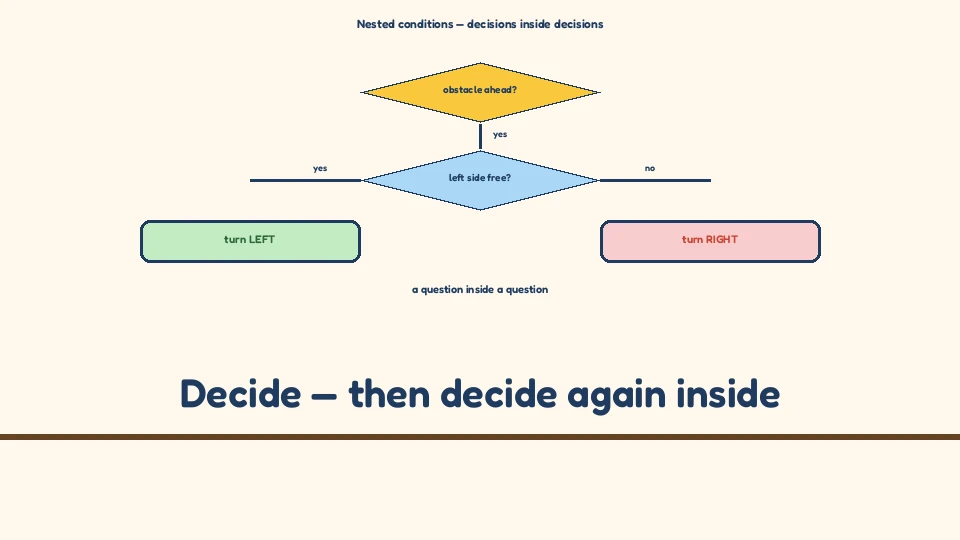 Nested conditions — decisions inside decisions
obstacle ahead?
yes
yes
left side free?
no
turn LEFT
turn RIGHT
a question inside a question
Decide — then decide again inside